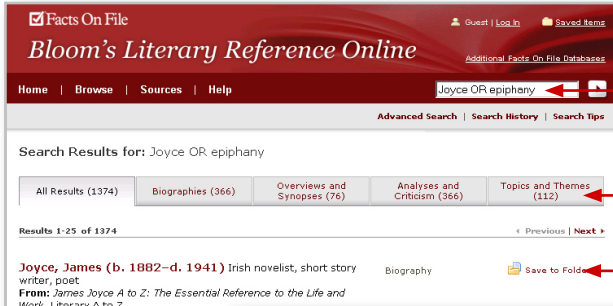 Facts On File
Guest | Log In Saved Items
Bloom's Literary Reference Online
Additional Facts On File Databases
Home | Browse | Sources | Help
Joyce OR epiphany
Advanced Search | Search History | Search Tips
Search Results for: Joyce OR epiphany
All Results (1374)
Biographies (366)
Overviews and
Synopses (76)
Analyses and
Criticism (366)
Topics and Themes
(112)
Results 1-25 of 1374
Previous | Next
Joyce, James (b. 1882–d. 1941) Irish novelist, short story
writer, poet
Biography
Save to Folder
From: James Joyce A to Z: The Essential Reference to the Life and
Work, Literary A to Z